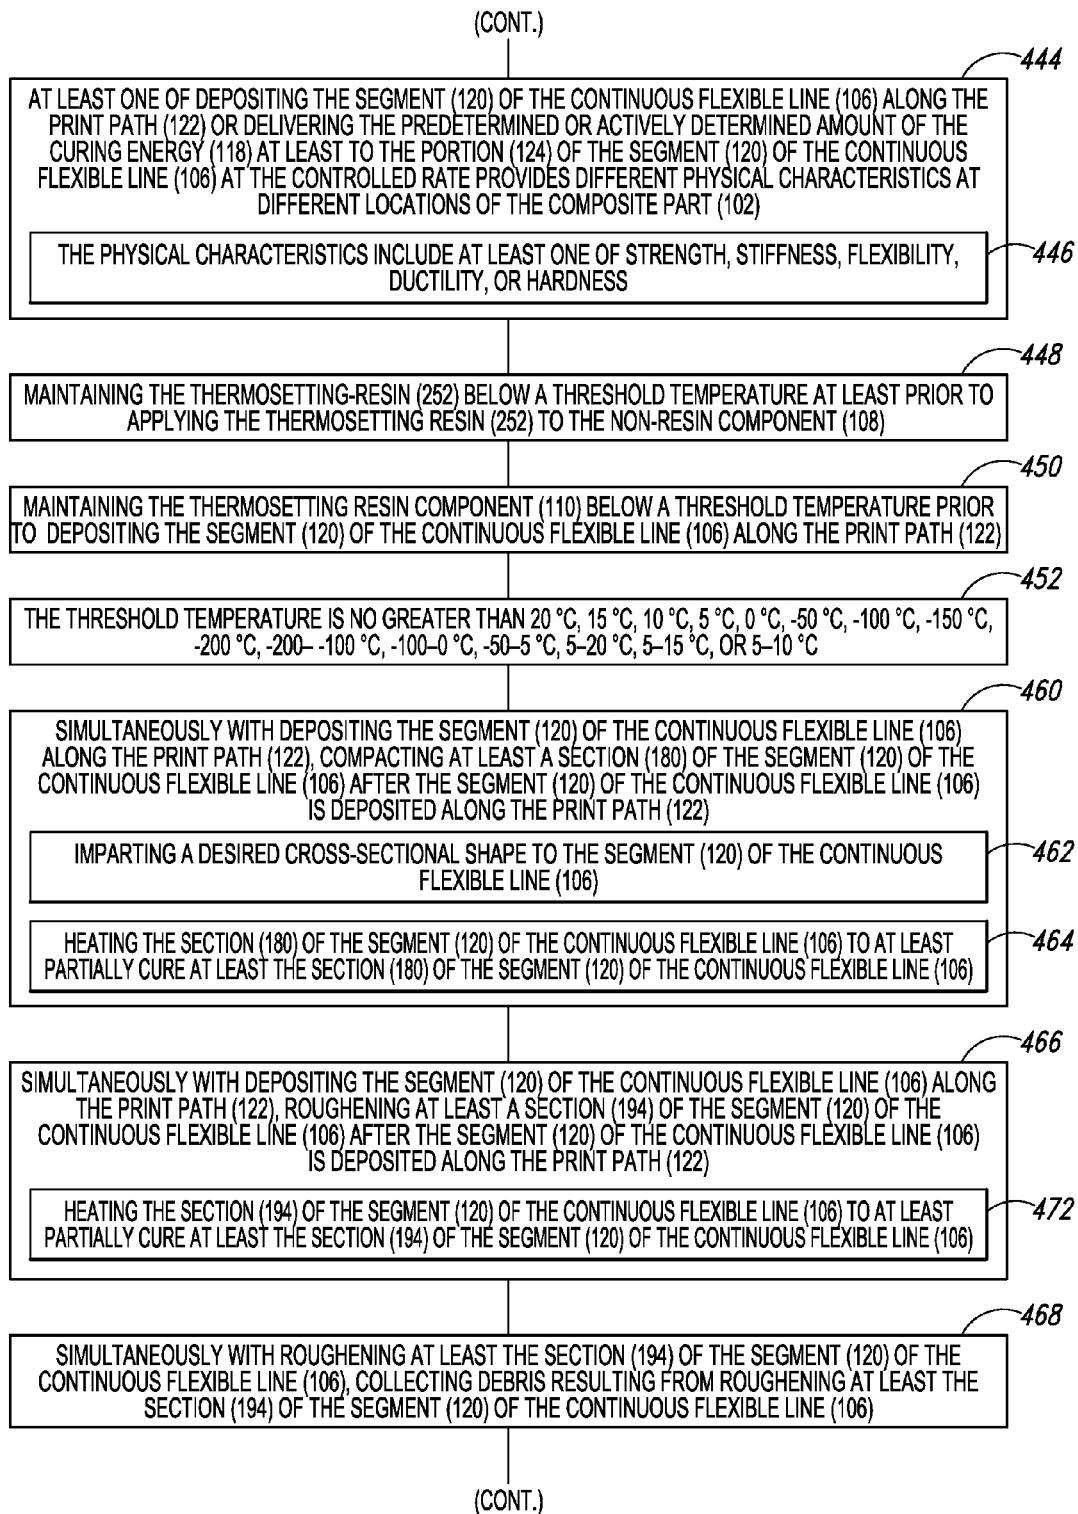 (CONT.)
444
AT LEAST ONE OF DEPOSITING THE SEGMENT (120) OF THE CONTINUOUS FLEXIBLE LINE (106) ALONG THE
PRINT PATH (122) OR DELIVERING THE PREDETERMINED OR ACTIVELY DETERMINED AMOUNT OF THE
CURING ENERGY (118) AT LEAST TO THE PORTION (124) OF THE SEGMENT (120) OF THE CONTINUOUS
FLEXIBLE LINE (106) AT THE CONTROLLED RATE PROVIDES DIFFERENT PHYSICAL CHARACTERISTICS AT
DIFFERENT LOCATIONS OF THE COMPOSITE PART (102)
446
THE PHYSICAL CHARACTERISTICS INCLUDE AT LEAST ONE OF STRENGTH, STIFFNESS, FLEXIBILITY,
DUCTILITY, OR HARDNESS
448
MAINTAINING THE THERMOSETTING-RESIN (252) BELOW A THRESHOLD TEMPERATURE AT LEAST PRIOR TO
APPLYING THE THERMOSETTING RESIN (252) TO THE NON-RESIN COMPONENT (108)
450
MAINTAINING THE THERMOSETTING RESIN COMPONENT (110) BELOW A THRESHOLD TEMPERATURE PRIOR
TO DEPOSITING THE SEGMENT (120) OF THE CONTINUOUS FLEXIBLE LINE (106) ALONG THE PRINT PATH (122)
452
THE THRESHOLD TEMPERATURE IS NO GREATER THAN 20 °C, 15 °C, 10 °C, 5 °C, 0 °C, -50 °C, -100 °C, -150 °C,
-200 °C, -200– -100 °C, -100–0 °C, -50–5 °C, 5–20 °C, 5–15 °C, OR 5–10 °C
460
SIMULTANEOUSLY WITH DEPOSITING THE SEGMENT (120) OF THE CONTINUOUS FLEXIBLE LINE (106)
ALONG THE PRINT PATH (122), COMPACTING AT LEAST A SECTION (180) OF THE SEGMENT (120) OF THE
CONTINUOUS FLEXIBLE LINE (106) AFTER THE SEGMENT (120) OF THE CONTINUOUS FLEXIBLE LINE (106)
IS DEPOSITED ALONG THE PRINT PATH (122)
462
IMPARTING A DESIRED CROSS-SECTIONAL SHAPE TO THE SEGMENT (120) OF THE CONTINUOUS
FLEXIBLE LINE (106)
464
HEATING THE SECTION (180) OF THE SEGMENT (120) OF THE CONTINUOUS FLEXIBLE LINE (106) TO AT LEAST
PARTIALLY CURE AT LEAST THE SECTION (180) OF THE SEGMENT (120) OF THE CONTINUOUS FLEXIBLE LINE (106)
466
SIMULTANEOUSLY WITH DEPOSITING THE SEGMENT (120) OF THE CONTINUOUS FLEXIBLE LINE (106) ALONG
THE PRINT PATH (122), ROUGHENING AT LEAST A SECTION (194) OF THE SEGMENT (120) OF THE
CONTINUOUS FLEXIBLE LINE (106) AFTER THE SEGMENT (120) OF THE CONTINUOUS FLEXIBLE LINE (106)
IS DEPOSITED ALONG THE PRINT PATH (122)
472
HEATING THE SECTION (194) OF THE SEGMENT (120) OF THE CONTINUOUS FLEXIBLE LINE (106) TO AT LEAST
PARTIALLY CURE AT LEAST THE SECTION (194) OF THE SEGMENT (120) OF THE CONTINUOUS FLEXIBLE LINE (106)
468
SIMULTANEOUSLY WITH ROUGHENING AT LEAST THE SECTION (194) OF THE SEGMENT (120) OF THE
CONTINUOUS FLEXIBLE LINE (106), COLLECTING DEBRIS RESULTING FROM ROUGHENING AT LEAST THE
SECTION (194) OF THE SEGMENT (120) OF THE CONTINUOUS FLEXIBLE LINE (106)
(CONT.)